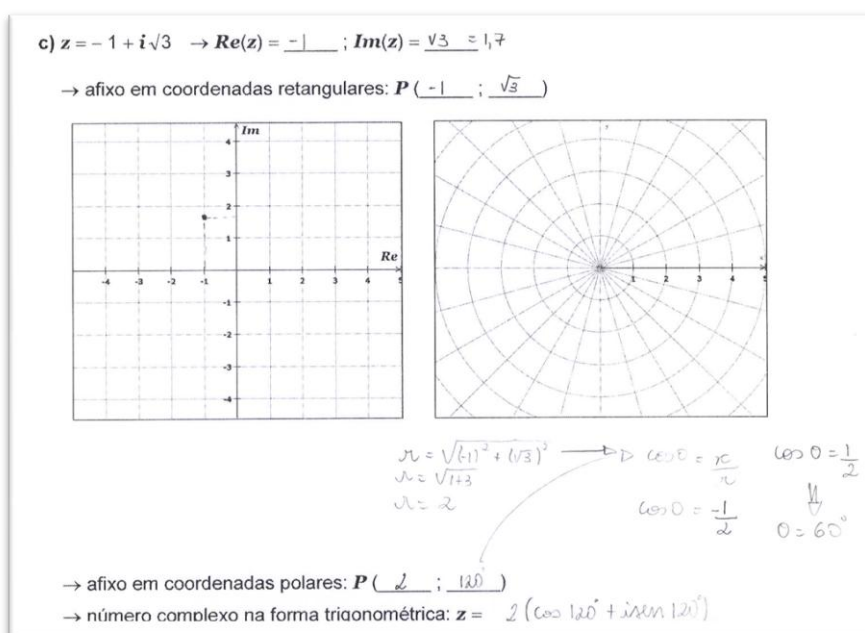 c) z = – 1 + i√3 → Re(z) = -1 ; Im(z) = √3 = 1,7
→ afixo em coordenadas retangulares: P ( -1 ; √3 )
Im
4
3
2
1
Re
-4 -3 -2 -1 1 2 3 4 5
-1
-2
-3
-4
1 2 3 4 5
r = √(-1)² + (√3)² → cos θ = x/r cos θ = 1/2
r = √1+3
r = 2 cos θ = -1/2 θ = 60°
→ afixo em coordenadas polares: P ( 2 ; 120° )
→ número complexo na forma trigonométrica: z = 2 (cos 120° + i sen 120°)